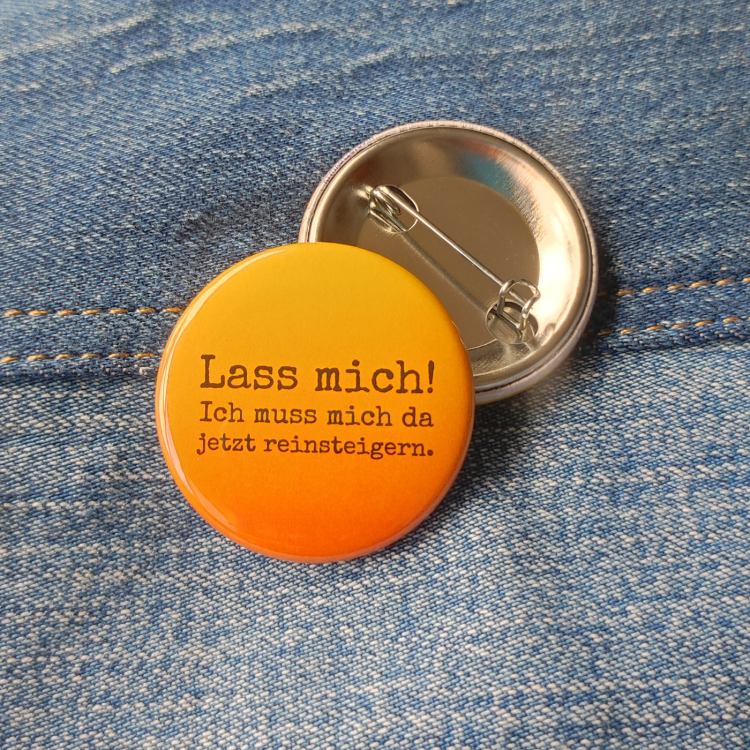 Lass mich!
Ich muss mich da
jetzt reinsteigern.